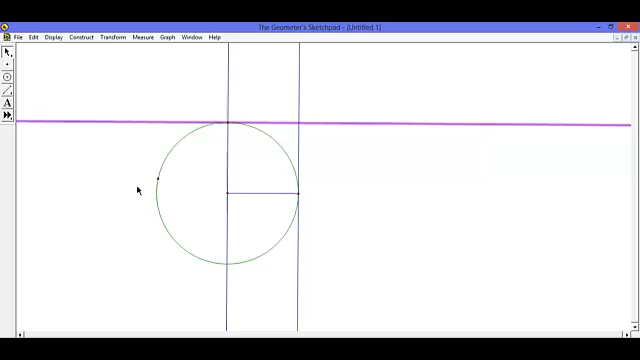 The Geometer's Sketchpad - [Untitled 1]
File Edit Display Construct Transform Measure Graph Window Help
A